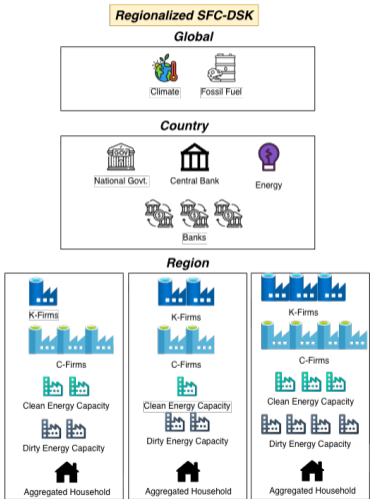 Regionalized SFC-DSK
Global
Climate
Fossil Fuel
Country
GOV
National Govt.
Central Bank
Energy
Banks
Region
K-Firms
C-Firms
Clean Energy Capacity
Dirty Energy Capacity
Aggregated Household
K-Firms
C-Firms
Clean Energy Capacity
Dirty Energy Capacity
Aggregated Household
K-Firms
C-Firms
Clean Energy Capacity
Dirty Energy Capacity
Aggregated Household